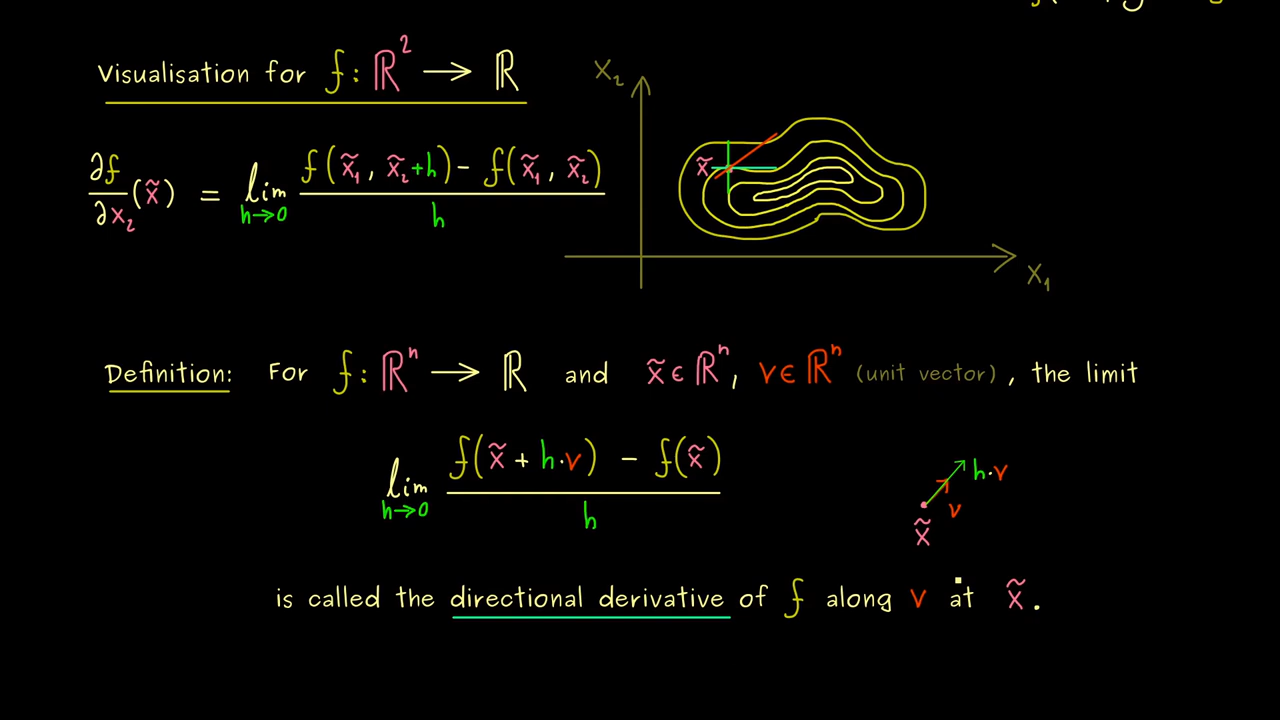 Visualisation for f : ℝ² → ℝ
∂f/∂x₂ (x̃) = lim h→0 (f(x̃₁, x̃₂+h) − f(x̃₁, x̃₂)) / h
x₂
x̃
x₁
Definition: For f : ℝⁿ → ℝ and x̃ ∈ ℝⁿ, v ∈ ℝⁿ (unit vector), the limit
lim h→0 (f(x̃ + h·v) − f(x̃)) / h
h·v
v
x̃
is called the directional derivative of f along v at x̃.